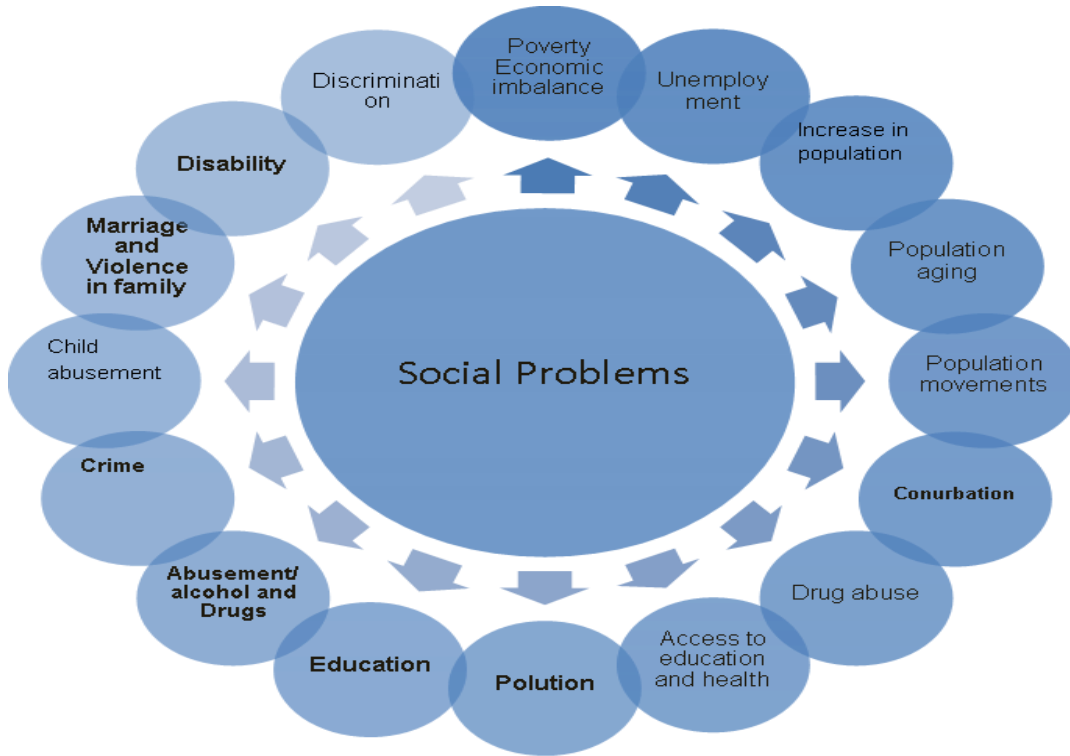 Poverty
Economic
imbalance
Unemploy
ment
Increase in
population
Population
aging
Population
movements
Conurbation
Drug abuse
Access to
education
and health
Polution
Education
Abusement/
alcohol and
Drugs
Crime
Child
abusement
Marriage
and
Violence
in family
Disability
Discriminati
on
Social Problems